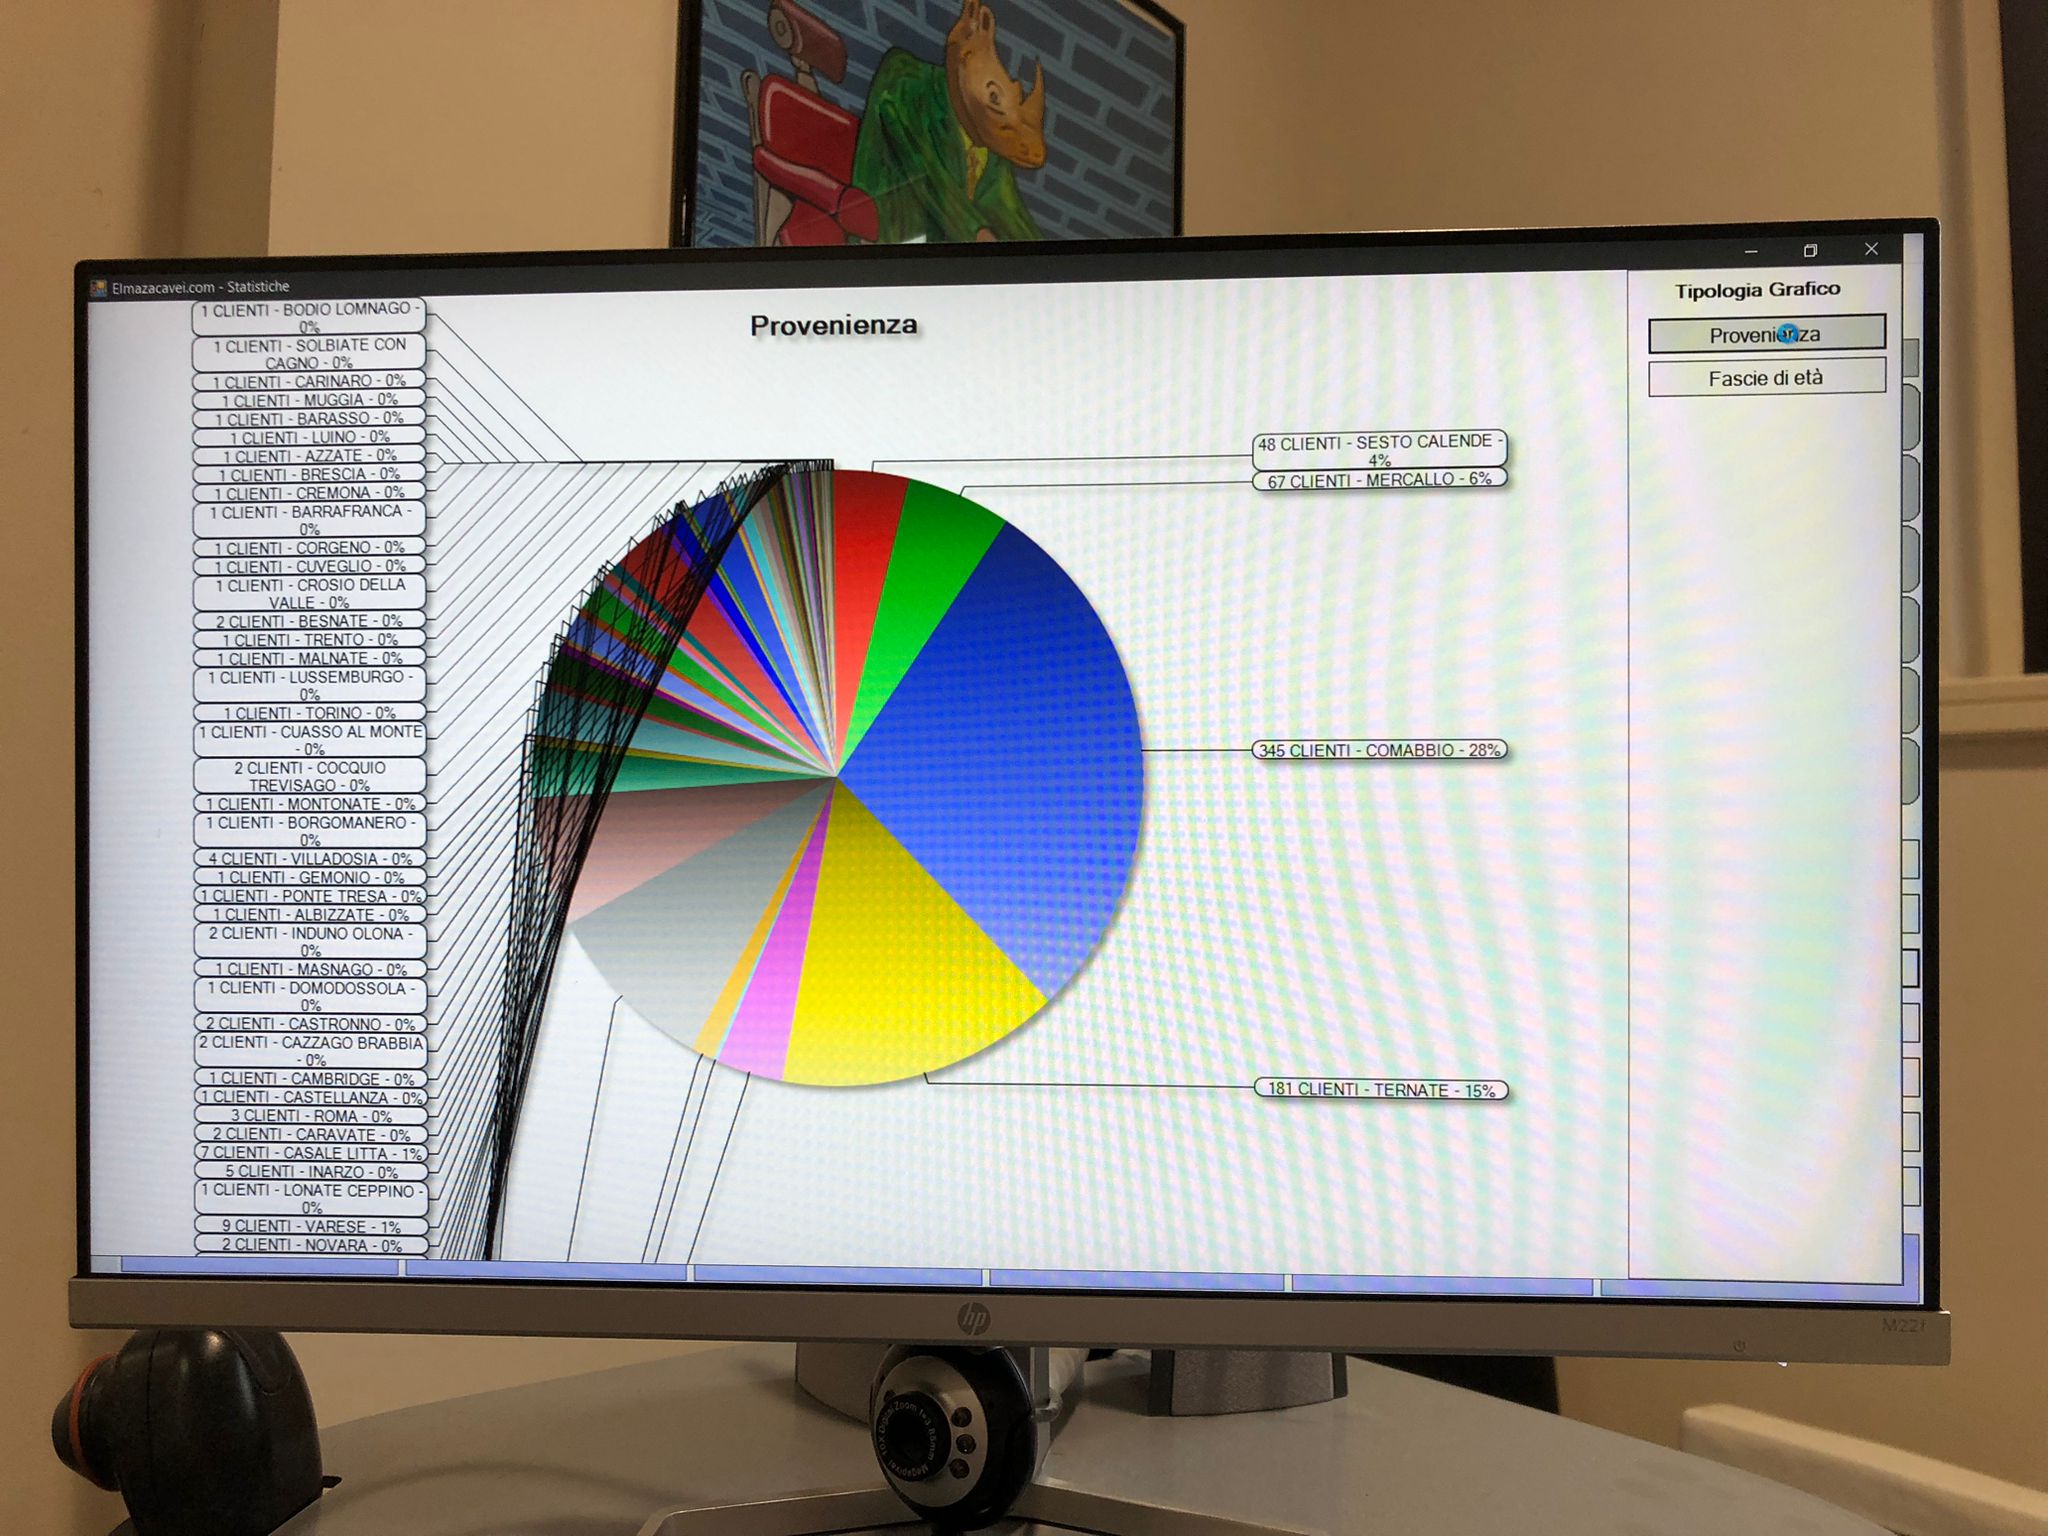 Elmazacavei.com - Statistiche
Provenienza
1 CLIENTI - BODIO LOMNAGO -
0%
1 CLIENTI - SOLBIATE CON
CAGNO - 0%
1 CLIENTI - CARINARO - 0%
1 CLIENTI - MUGGIA - 0%
1 CLIENTI - BARASSO - 0%
1 CLIENTI - LUINO - 0%
1 CLIENTI - AZZATE - 0%
1 CLIENTI - BRESCIA - 0%
1 CLIENTI - CREMONA - 0%
1 CLIENTI - BARRAFRANCA -
0%
1 CLIENTI - CORGENO - 0%
1 CLIENTI - CUVEGLIO - 0%
1 CLIENTI - CROSIO DELLA
VALLE - 0%
2 CLIENTI - BESNATE - 0%
1 CLIENTI - TRENTO - 0%
1 CLIENTI - MALNATE - 0%
1 CLIENTI - LUSSEMBURGO -
0%
1 CLIENTI - TORINO - 0%
1 CLIENTI - CUASSO AL MONTE
- 0%
2 CLIENTI - COCQUIO
TREVISAGO - 0%
1 CLIENTI - MONTONATE - 0%
1 CLIENTI - BORGOMANERO -
0%
4 CLIENTI - VILLADOSIA - 0%
1 CLIENTI - GEMONIO - 0%
1 CLIENTI - PONTE TRESA - 0%
1 CLIENTI - ALBIZZATE - 0%
2 CLIENTI - INDUNO OLONA -
0%
1 CLIENTI - MASNAGO - 0%
1 CLIENTI - DOMODOSSOLA -
0%
2 CLIENTI - CASTRONNO - 0%
2 CLIENTI - CAZZAGO BRABBIA
- 0%
1 CLIENTI - CAMBRIDGE - 0%
1 CLIENTI - CASTELLANZA - 0%
3 CLIENTI - ROMA - 0%
2 CLIENTI - CARAVATE - 0%
7 CLIENTI - CASALE LITTA - 1%
5 CLIENTI - INARZO - 0%
1 CLIENTI - LONATE CEPPINO -
0%
9 CLIENTI - VARESE - 1%
2 CLIENTI - NOVARA - 0%
48 CLIENTI - SESTO CALENDE -
4%
67 CLIENTI - MERCALLO - 6%
345 CLIENTI - COMABBIO - 28%
181 CLIENTI - TERNATE - 15%
Tipologia Grafico
Provenienza
Fascie di età
hp
M22f
10X Digital Zoom f=3.85mm Megapixel